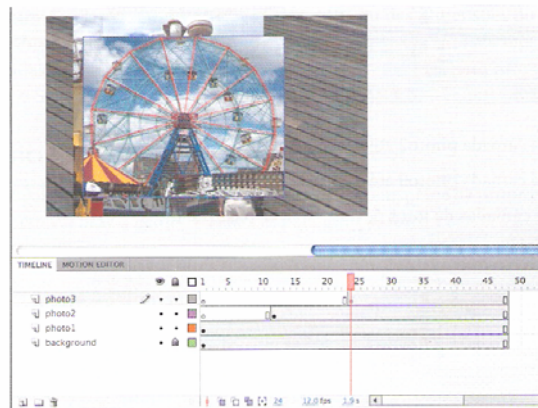 TIMELINE MOTION EDITOR
1 5 10 15 20 25 30 35 40 45 50
photo3
photo2
photo1
background
24 12.0 fps 1.9 s